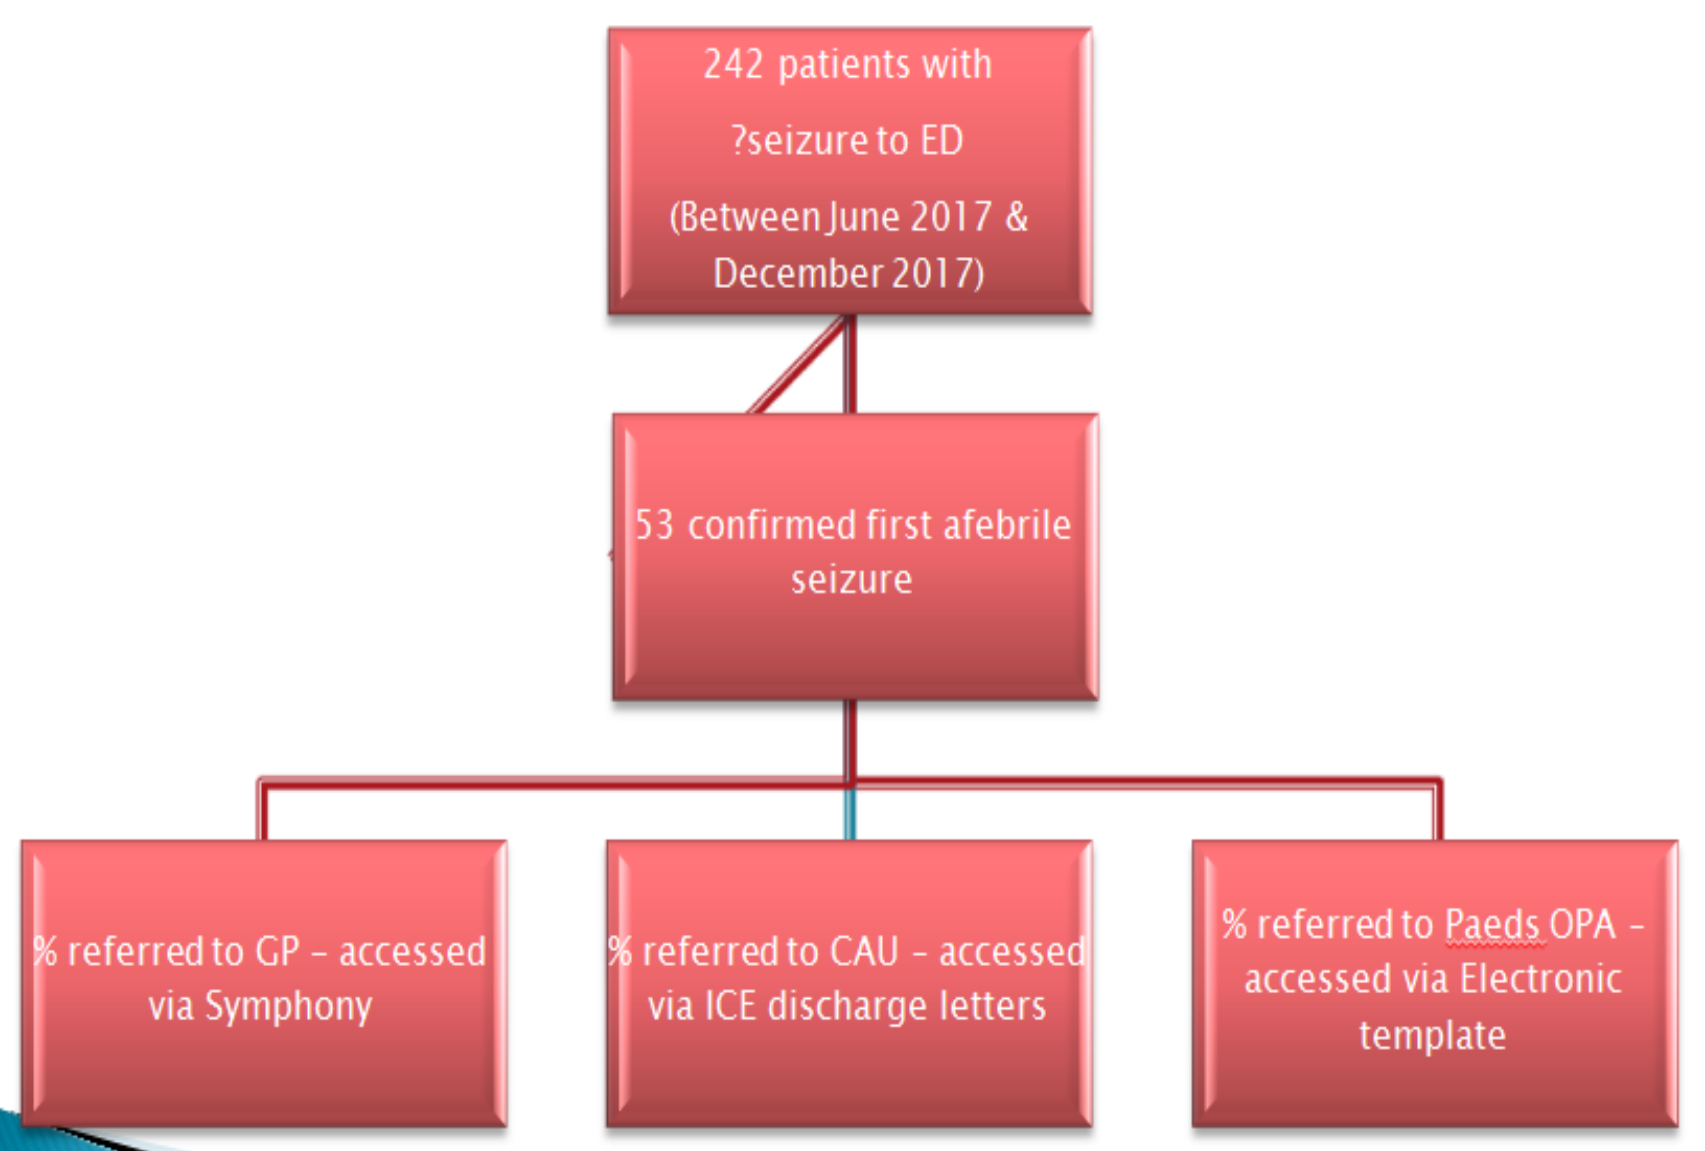 242 patients with
?seizure to ED
(Between June 2017 &
December 2017)
53 confirmed first afebrile
seizure
% referred to GP – accessed
via Symphony
% referred to CAU – accessed
via ICE discharge letters
% referred to Paeds OPA –
accessed via Electronic
template